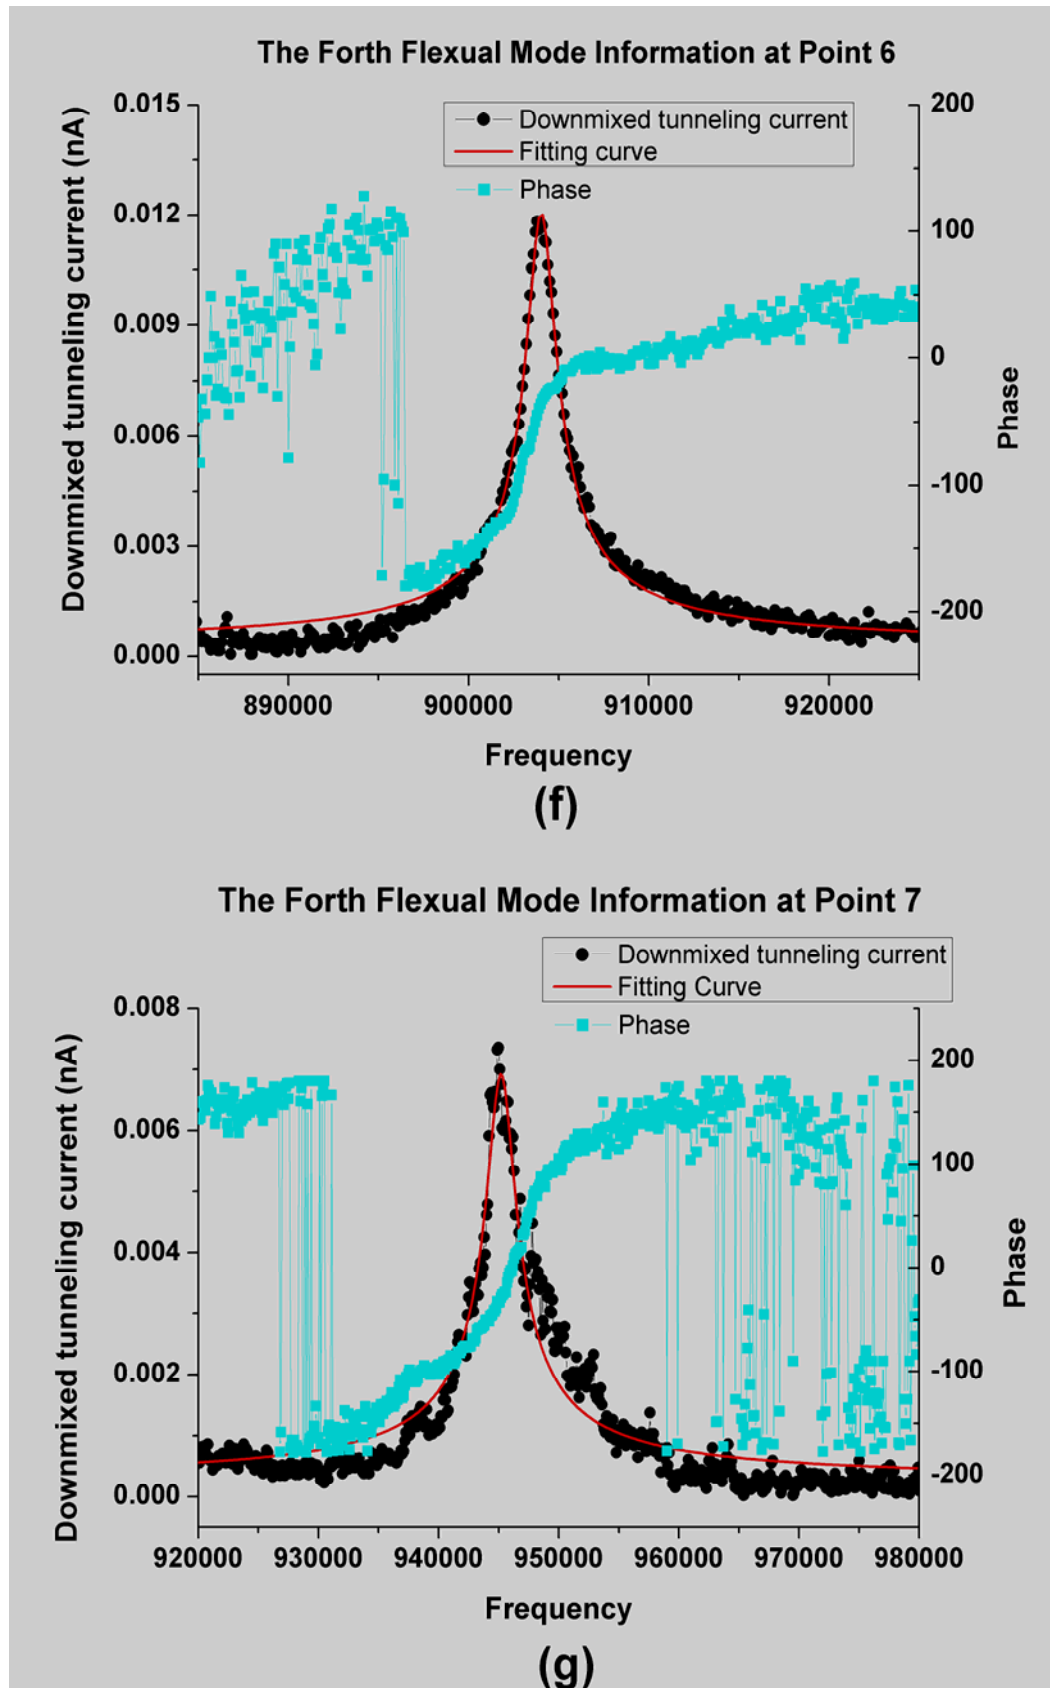 The Forth Flexual Mode Information at Point 6
Downmixed tunneling current (nA)
0.015
0.012
0.009
0.006
0.003
0.000
Downmixed tunneling current
Fitting curve
Phase
200
100
0
-100
-200
Phase
890000 900000 910000 920000
Frequency
(f)
The Forth Flexual Mode Information at Point 7
Downmixed tunneling current (nA)
0.008
0.006
0.004
0.002
0.000
Downmixed tunneling current
Fitting Curve
Phase
200
100
0
-100
-200
Phase
920000 930000 940000 950000 960000 970000 980000
Frequency
(g)